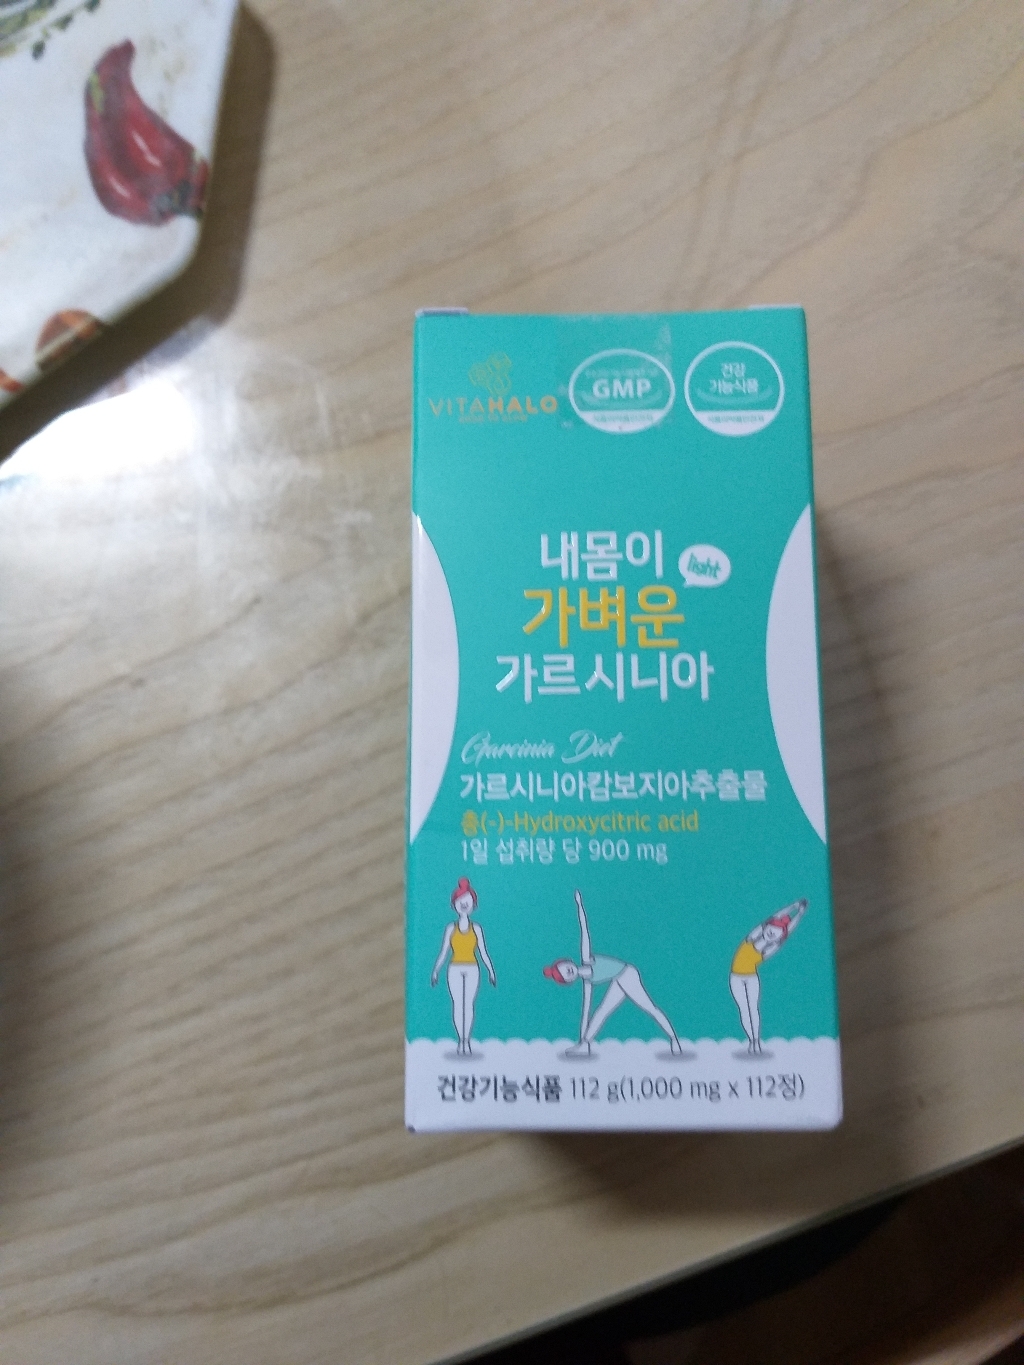 VITAHALO
GMP
건강
기능식품
내몸이
light
가벼운
가르시니아
Garcinia Diet
가르시니아캄보지아추출물
총(-)-Hydroxycitric acid
1일 섭취량 당 900 mg
건강기능식품 112 g(1,000 mg x 112정)